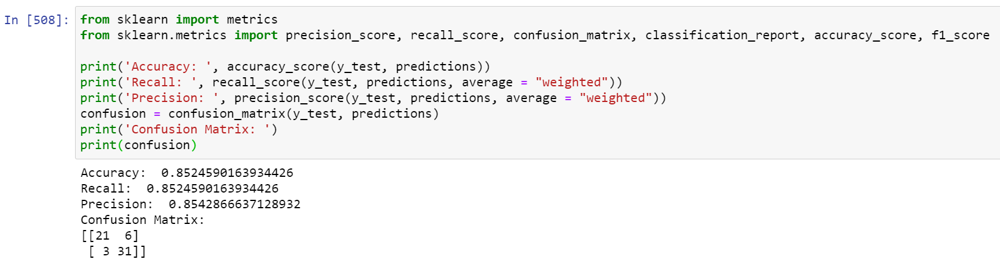 In [508]: from sklearn import metrics
from sklearn.metrics import precision_score, recall_score, confusion_matrix, classification_report, accuracy_score, f1_score
print('Accuracy: ', accuracy_score(y_test, predictions))
print('Recall: ', recall_score(y_test, predictions, average = "weighted"))
print('Precision: ', precision_score(y_test, predictions, average = "weighted"))
confusion = confusion_matrix(y_test, predictions)
print('Confusion Matrix: ')
print(confusion)
Accuracy:  0.8524590163934426
Recall:  0.8524590163934426
Precision:  0.8542866637128932
Confusion Matrix:
[[21  6]
 [ 3 31]]